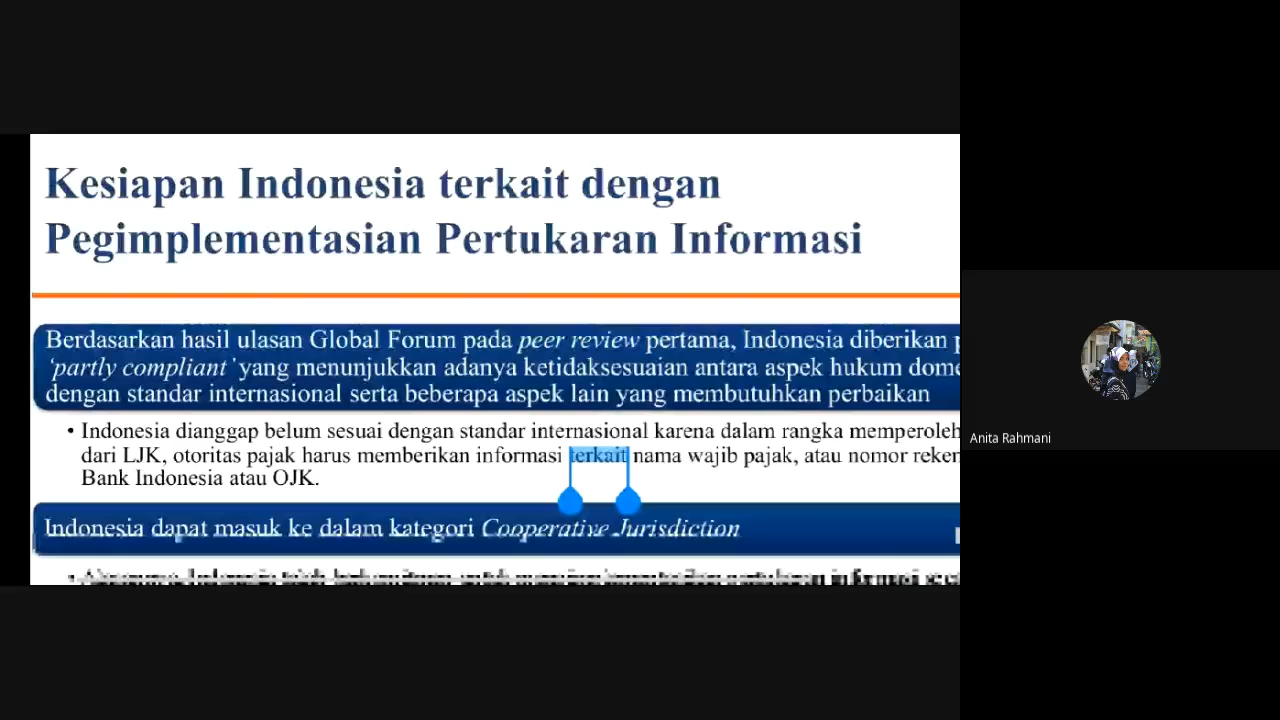 Kesiapan Indonesia terkait dengan
Pegimplementasian Pertukaran Informasi
Berdasarkan hasil ulasan Global Forum pada peer review pertama, Indonesia diberikan
'partly compliant' yang menunjukkan adanya ketidaksesuaian antara aspek hukum
dengan standar internasional serta beberapa aspek lain yang membutuhkan perbaikan
• Indonesia dianggap belum sesuai dengan standar internasional karena dalam rangka memperoleh
dari LJK, otoritas pajak harus memberikan informasi terkait nama wajib pajak, atau nomor
Bank Indonesia atau OJK.
Indonesia dapat masuk ke dalam kategori Cooperative Jurisdiction
Anita Rahmani